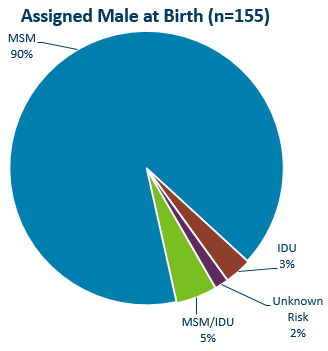 Assigned Male at Birth (n=155)
MSM
90%
IDU
3%
Unknown
Risk
2%
MSM/IDU
5%